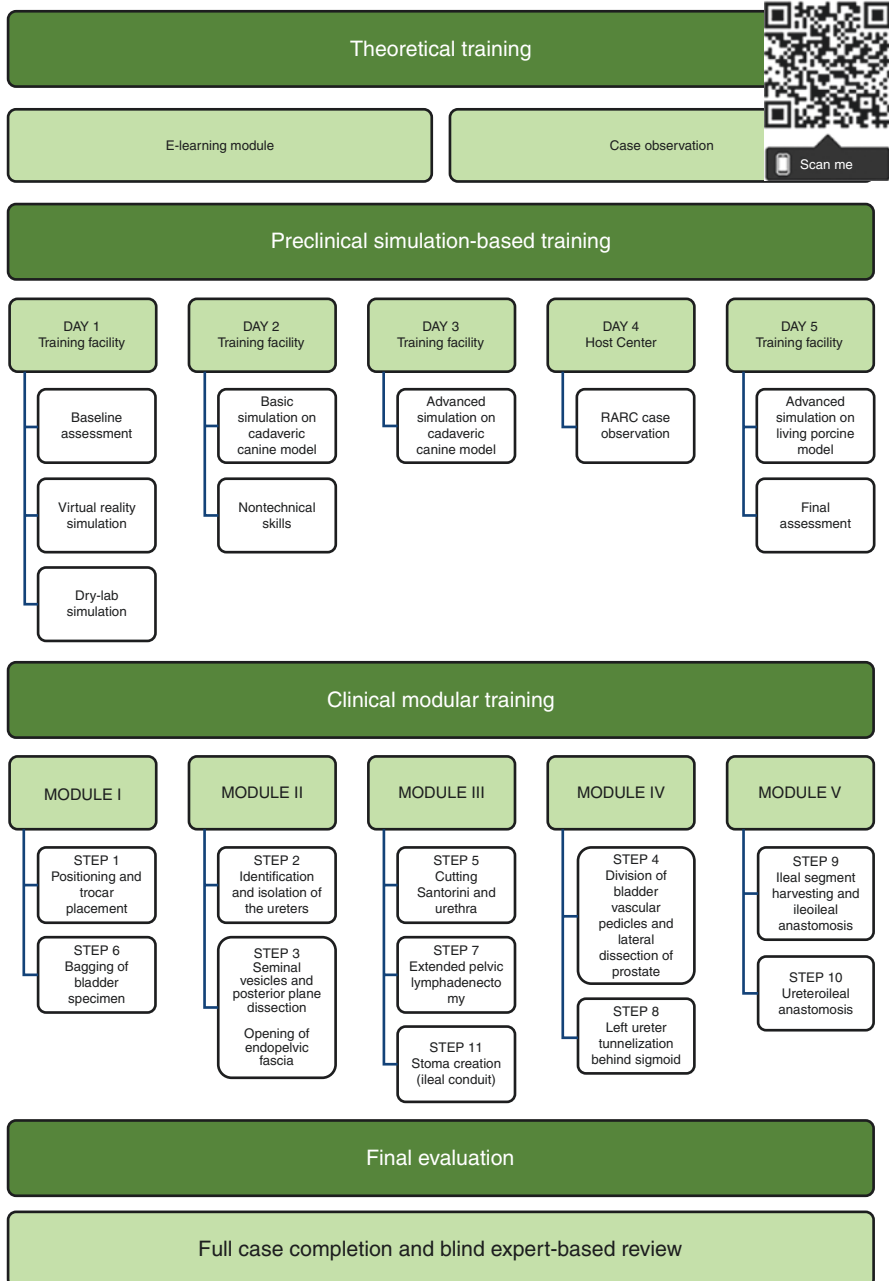 Theoretical training
E-learning module
Case observation
Scan me
Preclinical simulation-based training
DAY 1
Training facility
Baseline
assessment
Virtual reality
simulation
Dry-lab
simulation
DAY 2
Training facility
Basic
simulation on
cadaveric
canine model
Nontechnical
skills
DAY 3
Training facility
Advanced
simulation on
cadaveric
canine model
DAY 4
Host Center
RARC case
observation
DAY 5
Training facility
Advanced
simulation on
living porcine
model
Final
assessment
Clinical modular training
MODULE I
STEP 1
Positioning and
trocar
placement
STEP 6
Bagging of
bladder
specimen
MODULE II
STEP 2
Identification
and isolation of
the ureters
STEP 3
Seminal
vesicles and
posterior plane
dissection
Opening of
endopelvic
fascia
MODULE III
STEP 5
Cutting
Santorini and
urethra
STEP 7
Extended pelvic
lymphadenecto
my
STEP 11
Stoma creation
(ileal conduit)
MODULE IV
STEP 4
Division of
bladder
vascular
pedicles and
lateral
dissection of
prostate
STEP 8
Left ureter
tunnelization
behind sigmoid
MODULE V
STEP 9
Ileal segment
harvesting and
ileoileal
anastomosis
STEP 10
Ureteroileal
anastomosis
Final evaluation
Full case completion and blind expert-based review